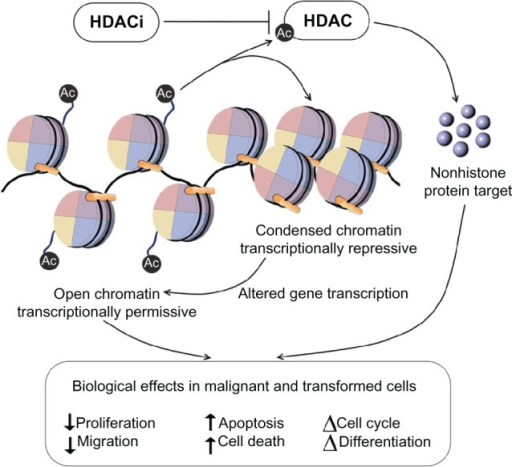 HDACi
HDAC
Ac
Ac
Ac
Nonhistone
protein target
Condensed chromatin
transcriptionally repressive
Ac
Ac
Open chromatin
transcriptionally permissive
Altered gene transcription
Biological effects in malignant and transformed cells
↓Proliferation ↑Apoptosis ΔCell cycle
↓Migration ↑Cell death ΔDifferentiation